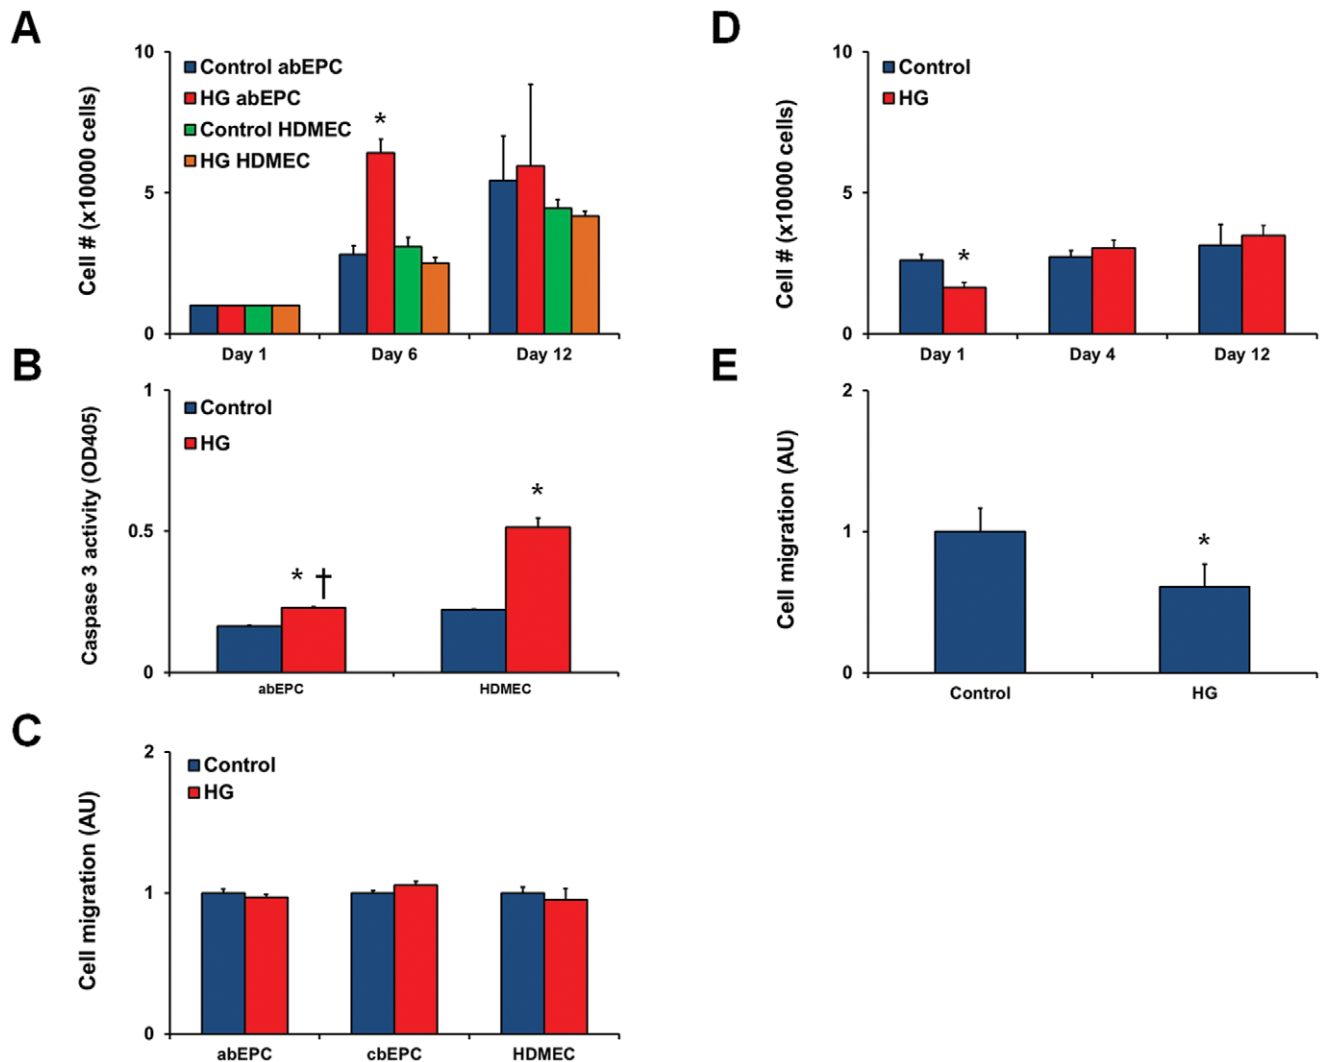 A
10
5
0
Cell # (x10000 cells)
Control abEPC
HG abEPC
Control HDMEC
HG HDMEC
*
Day 1
Day 6
Day 12
B
1
0.5
0
Caspase 3 activity (OD405)
Control
HG
* †
*
abEPC
HDMEC
C
2
1
0
Cell migration (AU)
Control
HG
abEPC
cbEPC
HDMEC
D
10
5
0
Cell # (x10000 cells)
Control
HG
*
Day 1
Day 4
Day 12
E
2
1
0
Cell migration (AU)
*
Control
HG